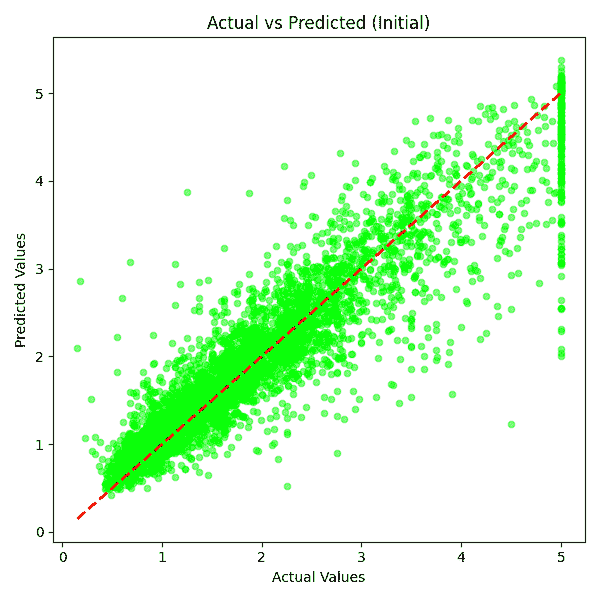 Actual vs Predicted (Initial)
Predicted Values
5
4
3
2
1
0
0 1 2 3 4 5
Actual Values